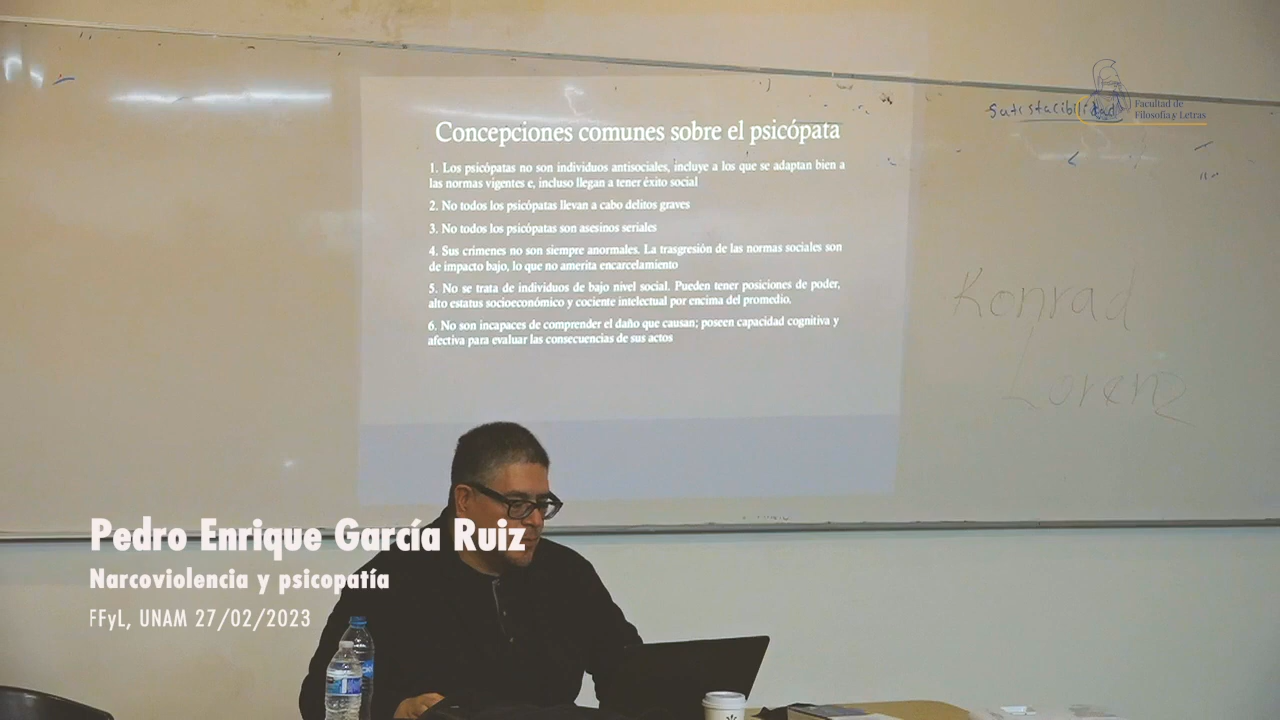 Facultad de
Filosofía y Letras
Concepciones comunes sobre el psicópata
1. Los psicópatas no son individuos antisociales, incluye a los que se adaptan bien a
las normas vigentes e, incluso llegan a tener éxito social
2. No todos los psicópatas llevan a cabo delitos graves
3. No todos los psicópatas son asesinos seriales
4. Sus crímenes no son siempre anormales. La trasgresión de las normas sociales son
de impacto bajo, lo que no amerita encarcelamiento
5. No se trata de individuos de bajo nivel social. Pueden tener posiciones de poder,
alto estatus socioeconómico y cociente intelectual por encima del promedio.
6. No son incapaces de comprender el daño que causan; poseen capacidad cognitiva y
afectiva para evaluar las consecuencias de sus actos
Konrad
Lorenz
Pedro Enrique García Ruiz
Narcoviolencia y psicopatía
FFyL, UNAM 27/02/2023